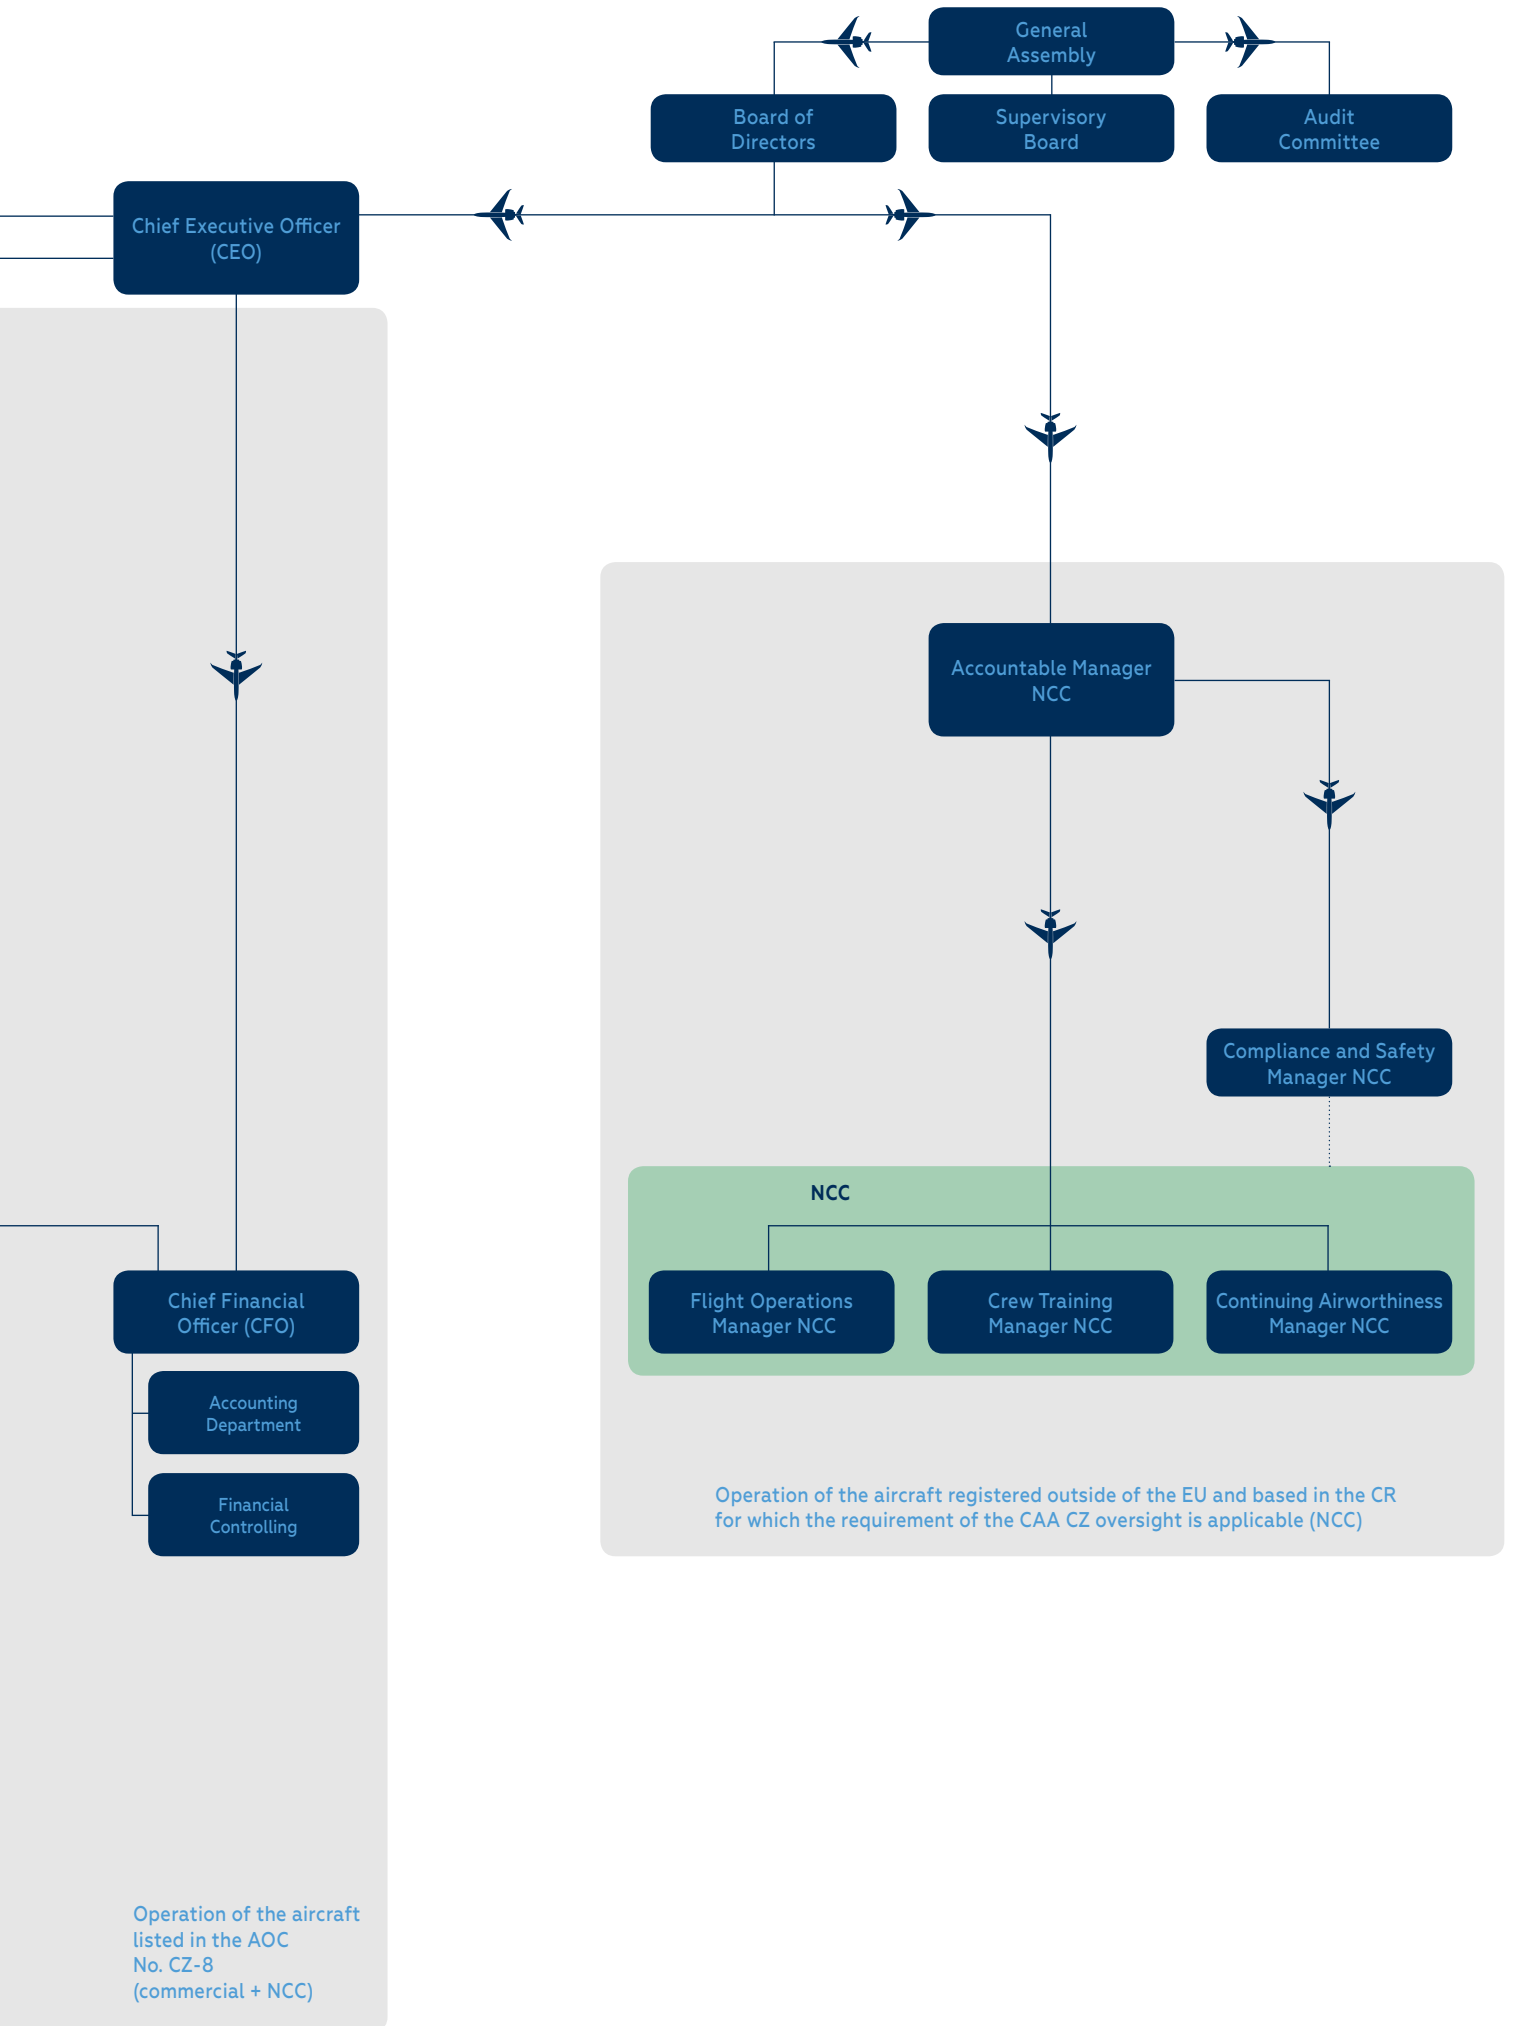 General
Assembly
Board of
Directors
Supervisory
Board
Audit
Committee
Chief Executive Officer
(CEO)
Accountable Manager
NCC
Compliance and Safety
Manager NCC
NCC
Flight Operations
Manager NCC
Crew Training
Manager NCC
Continuing Airworthiness
Manager NCC
Chief Financial
Officer (CFO)
Accounting
Department
Financial
Controlling
Operation of the aircraft registered outside of the EU and based in the CR
for which the requirement of the CAA CZ oversight is applicable (NCC)
Operation of the aircraft
listed in the AOC
No. CZ-8
(commercial + NCC)